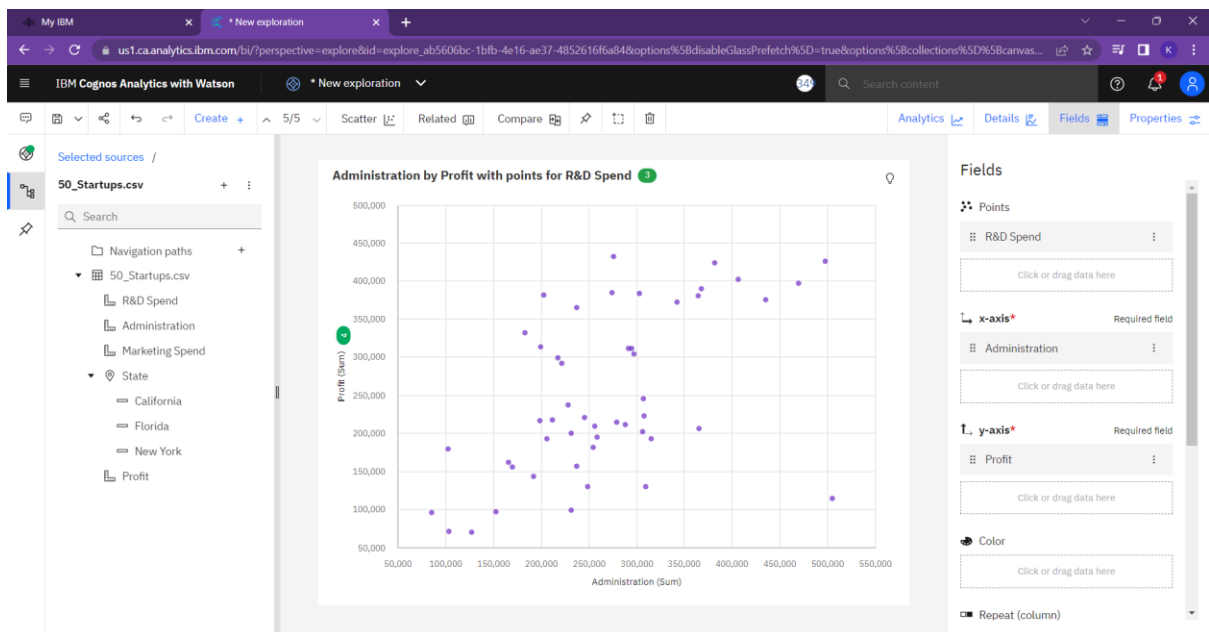 My IBM
* New exploration
us1.ca.analytics.ibm.com/bi/?perspective=explore&id=explore_ab5606bc-1bfb-4e16-ae37-4852616f6a84&options%5BdisableGlassPrefetch%5D=true&options%5Bcollections%5D%5Bcanvas...
K
IBM Cognos Analytics with Watson
* New exploration
Search content
Create +
5/5
Scatter
Related
Compare
Analytics
Details
Fields
Properties
Selected sources /
50_Startups.csv
Search
Navigation paths
50_Startups.csv
R&D Spend
Administration
Marketing Spend
State
California
Florida
New York
Profit
Administration by Profit with points for R&D Spend 3
500,000
450,000
400,000
350,000
300,000
250,000
200,000
150,000
100,000
50,000
Profit (Sum) 4
50,000 100,000 150,000 200,000 250,000 300,000 350,000 400,000 450,000 500,000 550,000
Administration (Sum)
Fields
Points
R&D Spend
Click or drag data here
x-axis* Required field
Administration
Click or drag data here
y-axis* Required field
Profit
Click or drag data here
Color
Click or drag data here
Repeat (column)